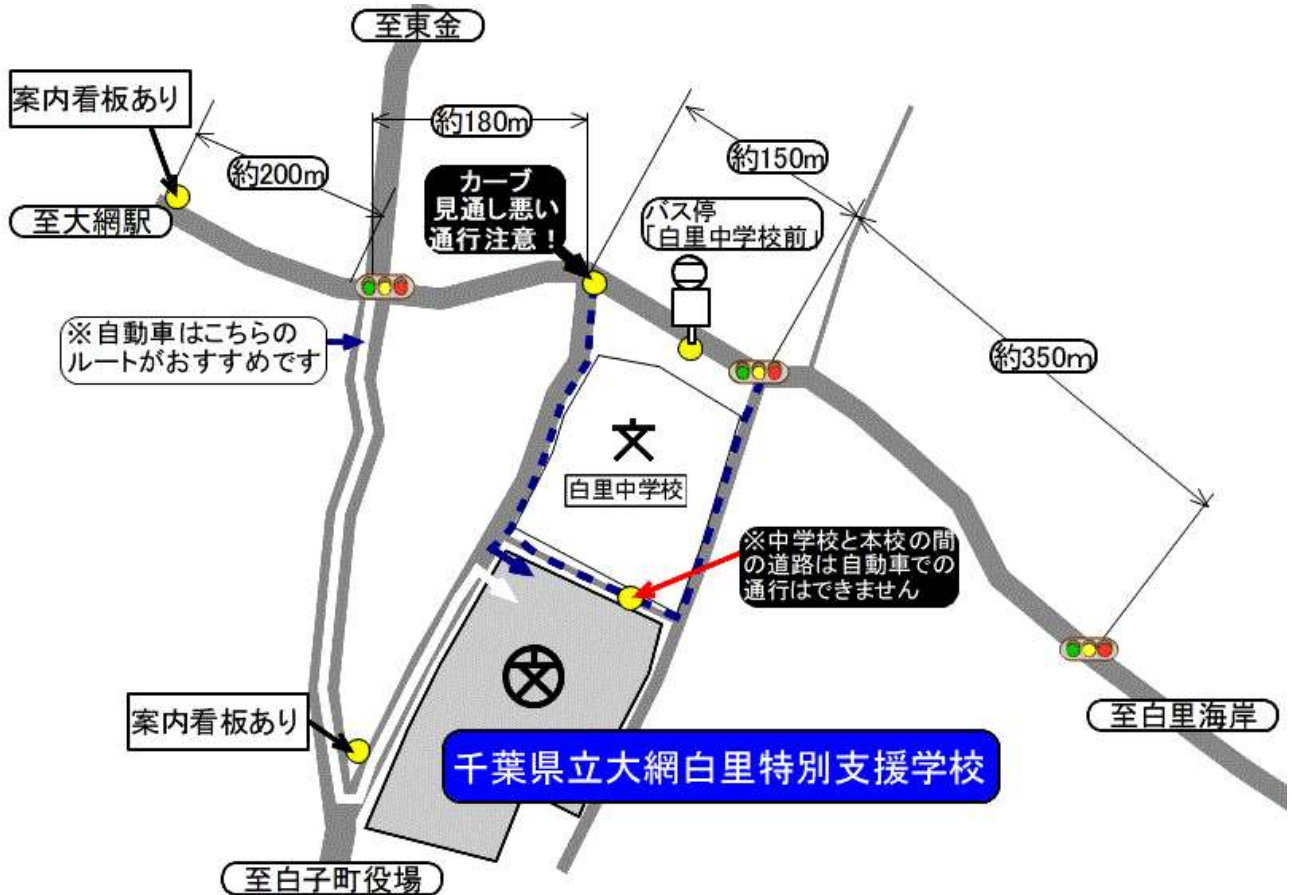 至東金
案内看板あり
約180m
約150m
約200m
カーブ
見通し悪い
通行注意！
バス停
「白里中学校前」
至大網駅
※自動車はこちらの
ルートがおすすめです
約350m
文
白里中学校
※中学校と本校の間
の道路は自動車での
通行はできません
文
案内看板あり
至白里海岸
千葉県立大網白里特別支援学校
至白子町役場